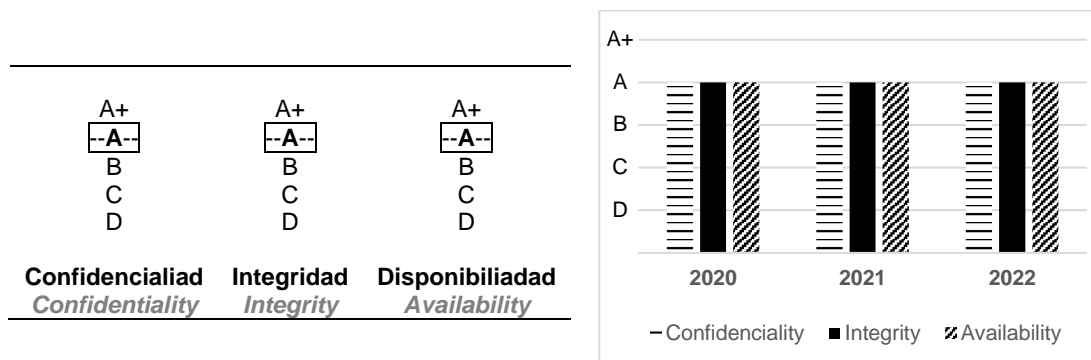 A+ A+ A+
--A-- --A-- --A--
B B B
C C C
D D D
Confidencialiad Integridad Disponibiliadad
Confidentiality Integrity Availability
A+
A
B
C
D
2020 2021 2022
Confidenciality Integrity Availability